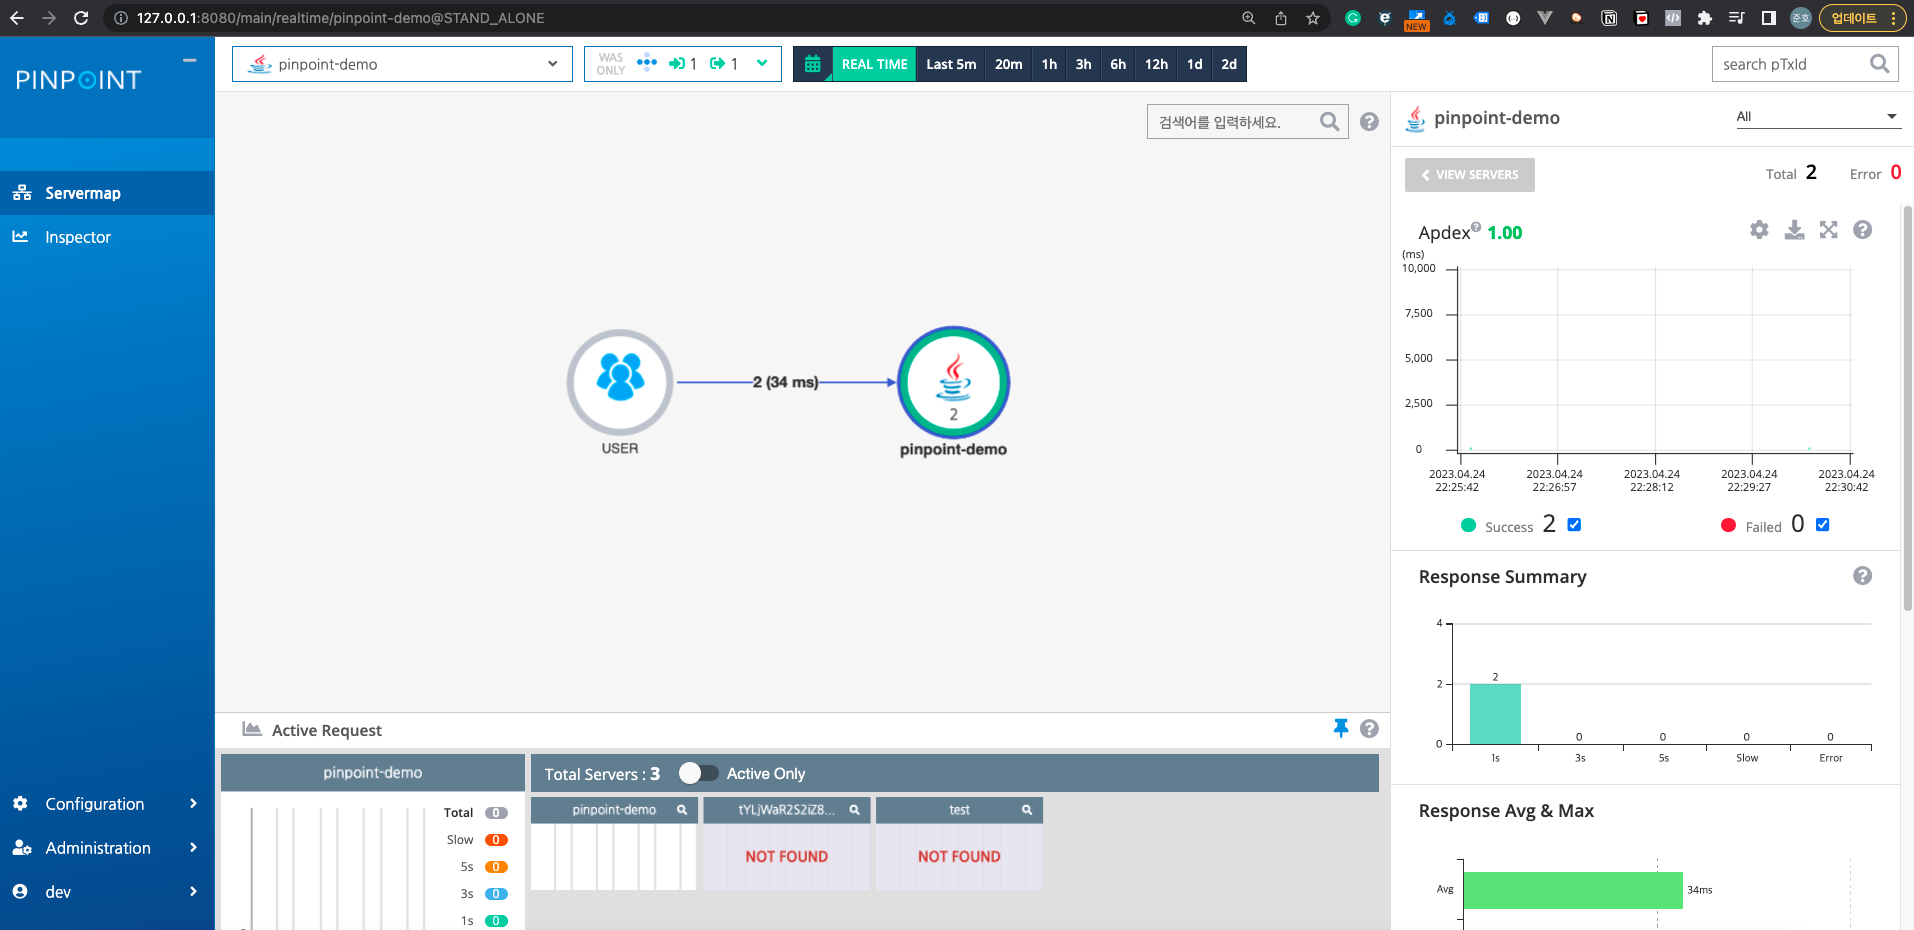 127.0.0.1:8080/main/realtime/pinpoint-demo@STAND_ALONE
NEW
준호
업데이트
PINPOINT
pinpoint-demo
WAS ONLY
1
1
REAL TIME
Last 5m
20m
1h
3h
6h
12h
1d
2d
search pTxId
Servermap
Inspector
Configuration
Administration
dev
검색어를 입력하세요.
USER
2 (34 ms)
2
pinpoint-demo
pinpoint-demo
All
VIEW SERVERS
Total 2
Error 0
Apdex 1.00
(ms)
10,000
7,500
5,000
2,500
0
2023.04.24 2023.04.24 2023.04.24 2023.04.24 2023.04.24
22:25:42 22:26:57 22:28:12 22:29:27 22:30:42
Success 2
Failed 0
Response Summary
4
2
0
2 0 0 0 0
1s 3s 5s Slow Error
Response Avg & Max
Avg
34ms
Active Request
pinpoint-demo
Total 0
Slow 0
5s 0
3s 0
1s 0
Total Servers : 3
Active Only
pinpoint-demo
tYLjWaR2S2iZ8...
test
NOT FOUND
NOT FOUND